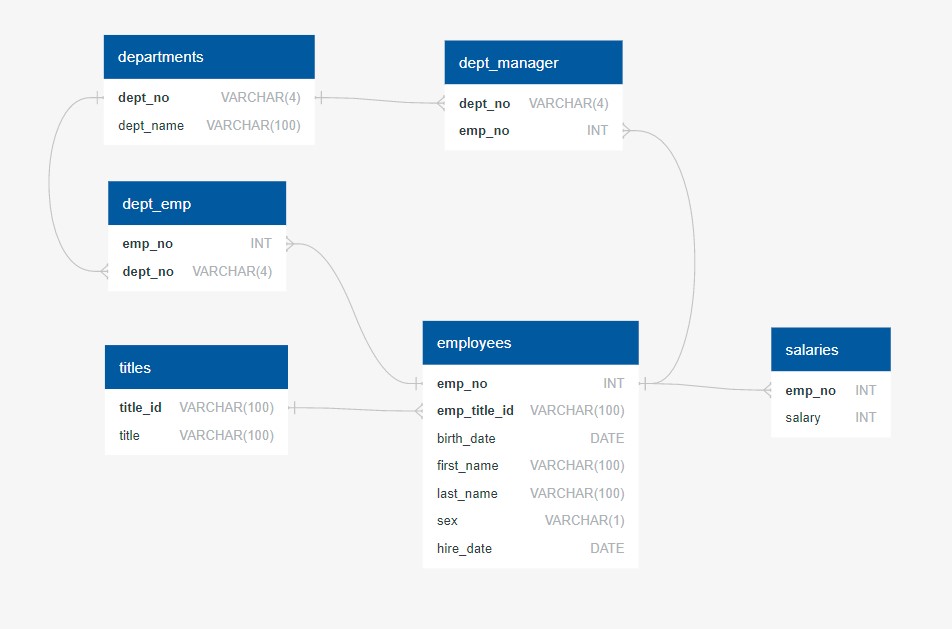 departments
dept_no VARCHAR(4)
dept_name VARCHAR(100)
dept_manager
dept_no VARCHAR(4)
emp_no INT
dept_emp
emp_no INT
dept_no VARCHAR(4)
titles
title_id VARCHAR(100)
title VARCHAR(100)
employees
emp_no INT
emp_title_id VARCHAR(100)
birth_date DATE
first_name VARCHAR(100)
last_name VARCHAR(100)
sex VARCHAR(1)
hire_date DATE
salaries
emp_no INT
salary INT